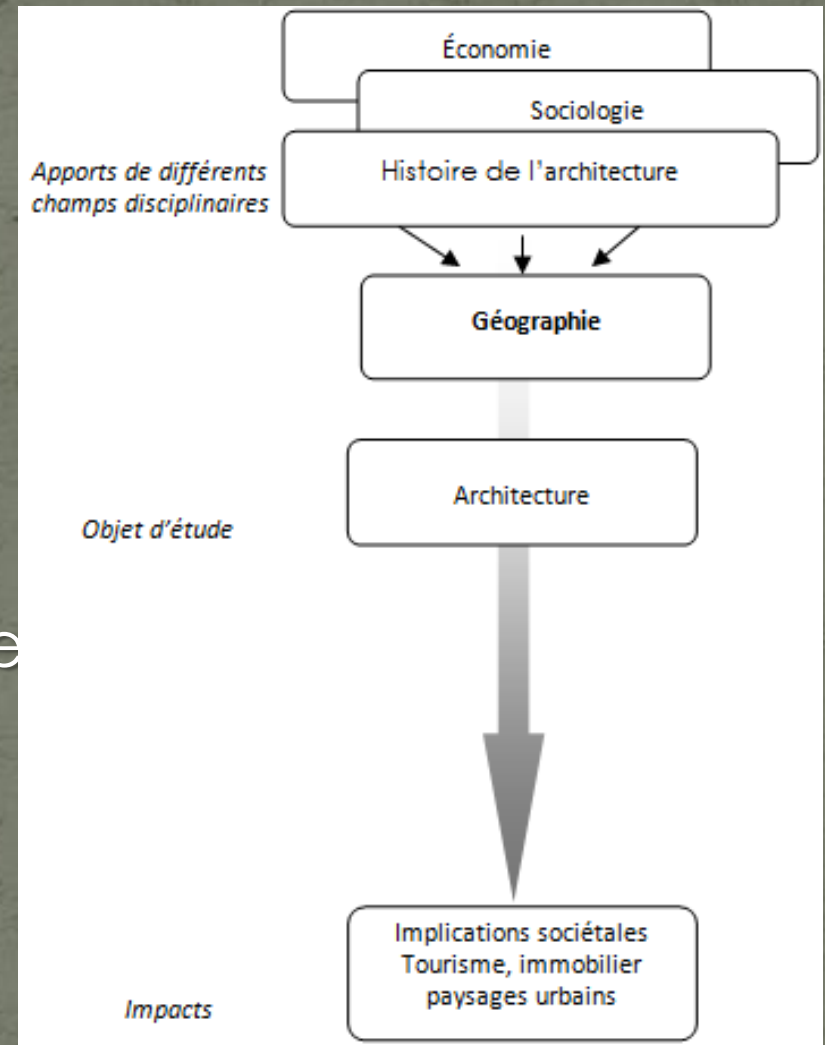 Économie
Sociologie
Apports de différents
champs disciplinaires
Histoire de l'architecture
Géographie
Architecture
Objet d'étude
e
Implications sociétales
Tourisme, immobilier
paysages urbains
Impacts